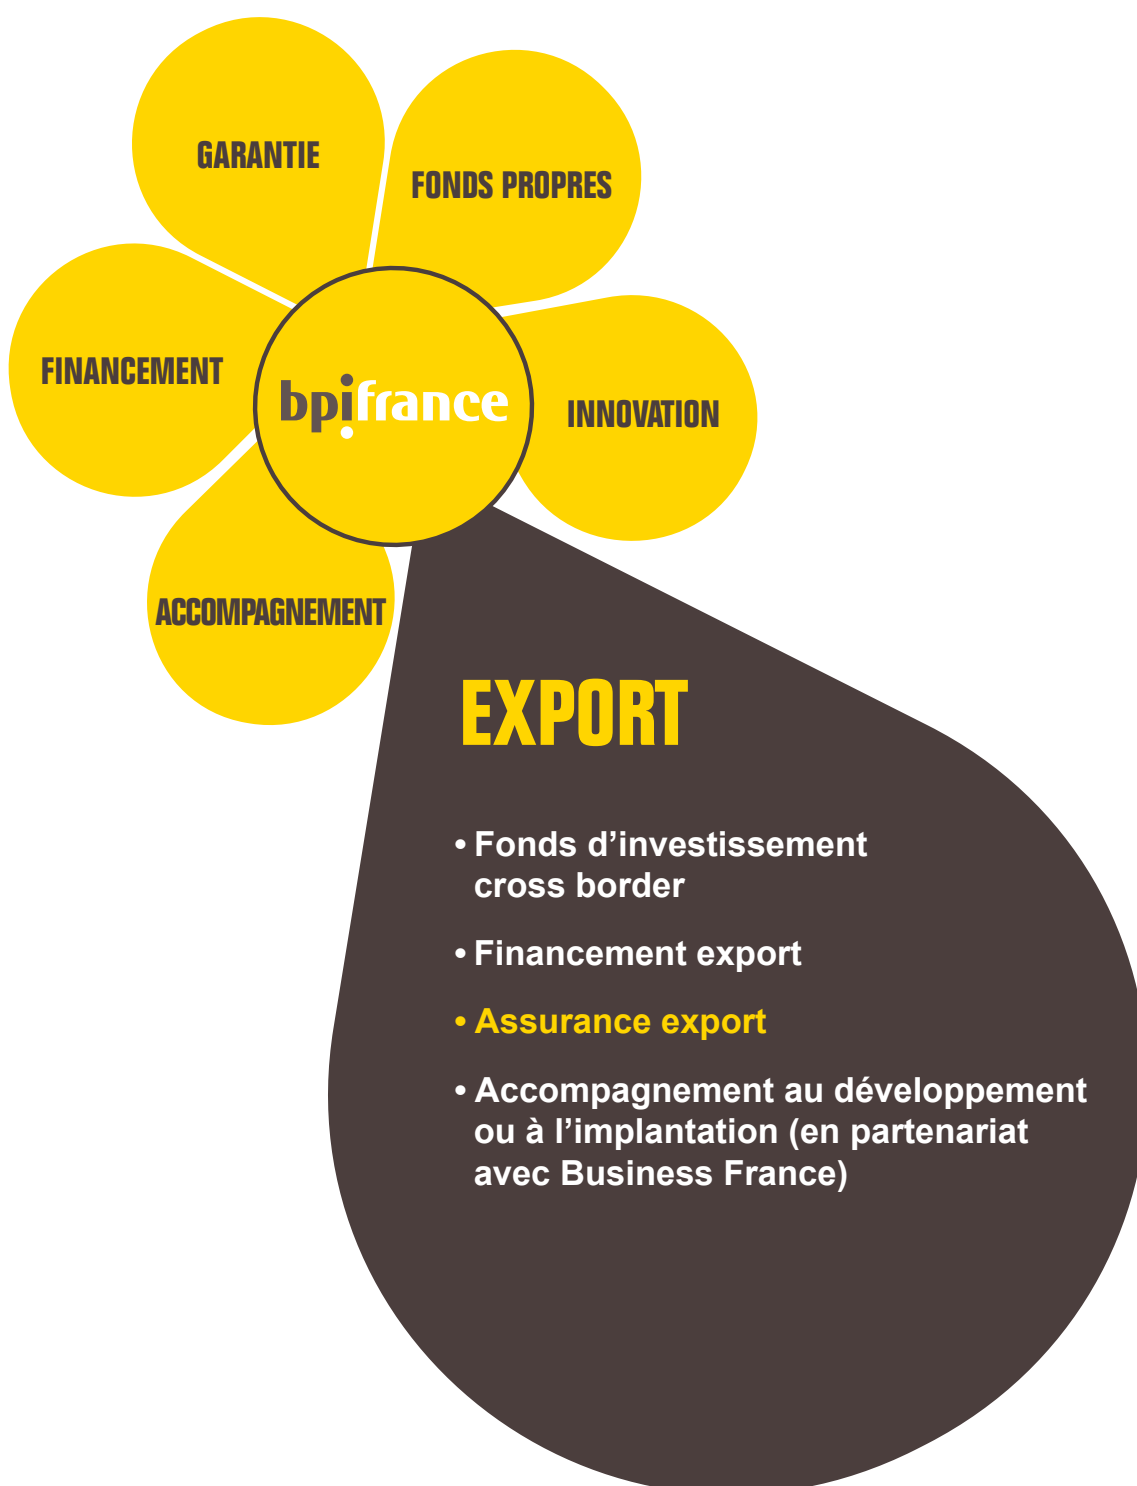 GARANTIE
FONDS PROPRES
FINANCEMENT
bpifrance
INNOVATION
ACCOMPAGNEMENT
EXPORT
• Fonds d’investissement
cross border
• Financement export
• Assurance export
• Accompagnement au développement
ou à l’implantation (en partenariat
avec Business France)